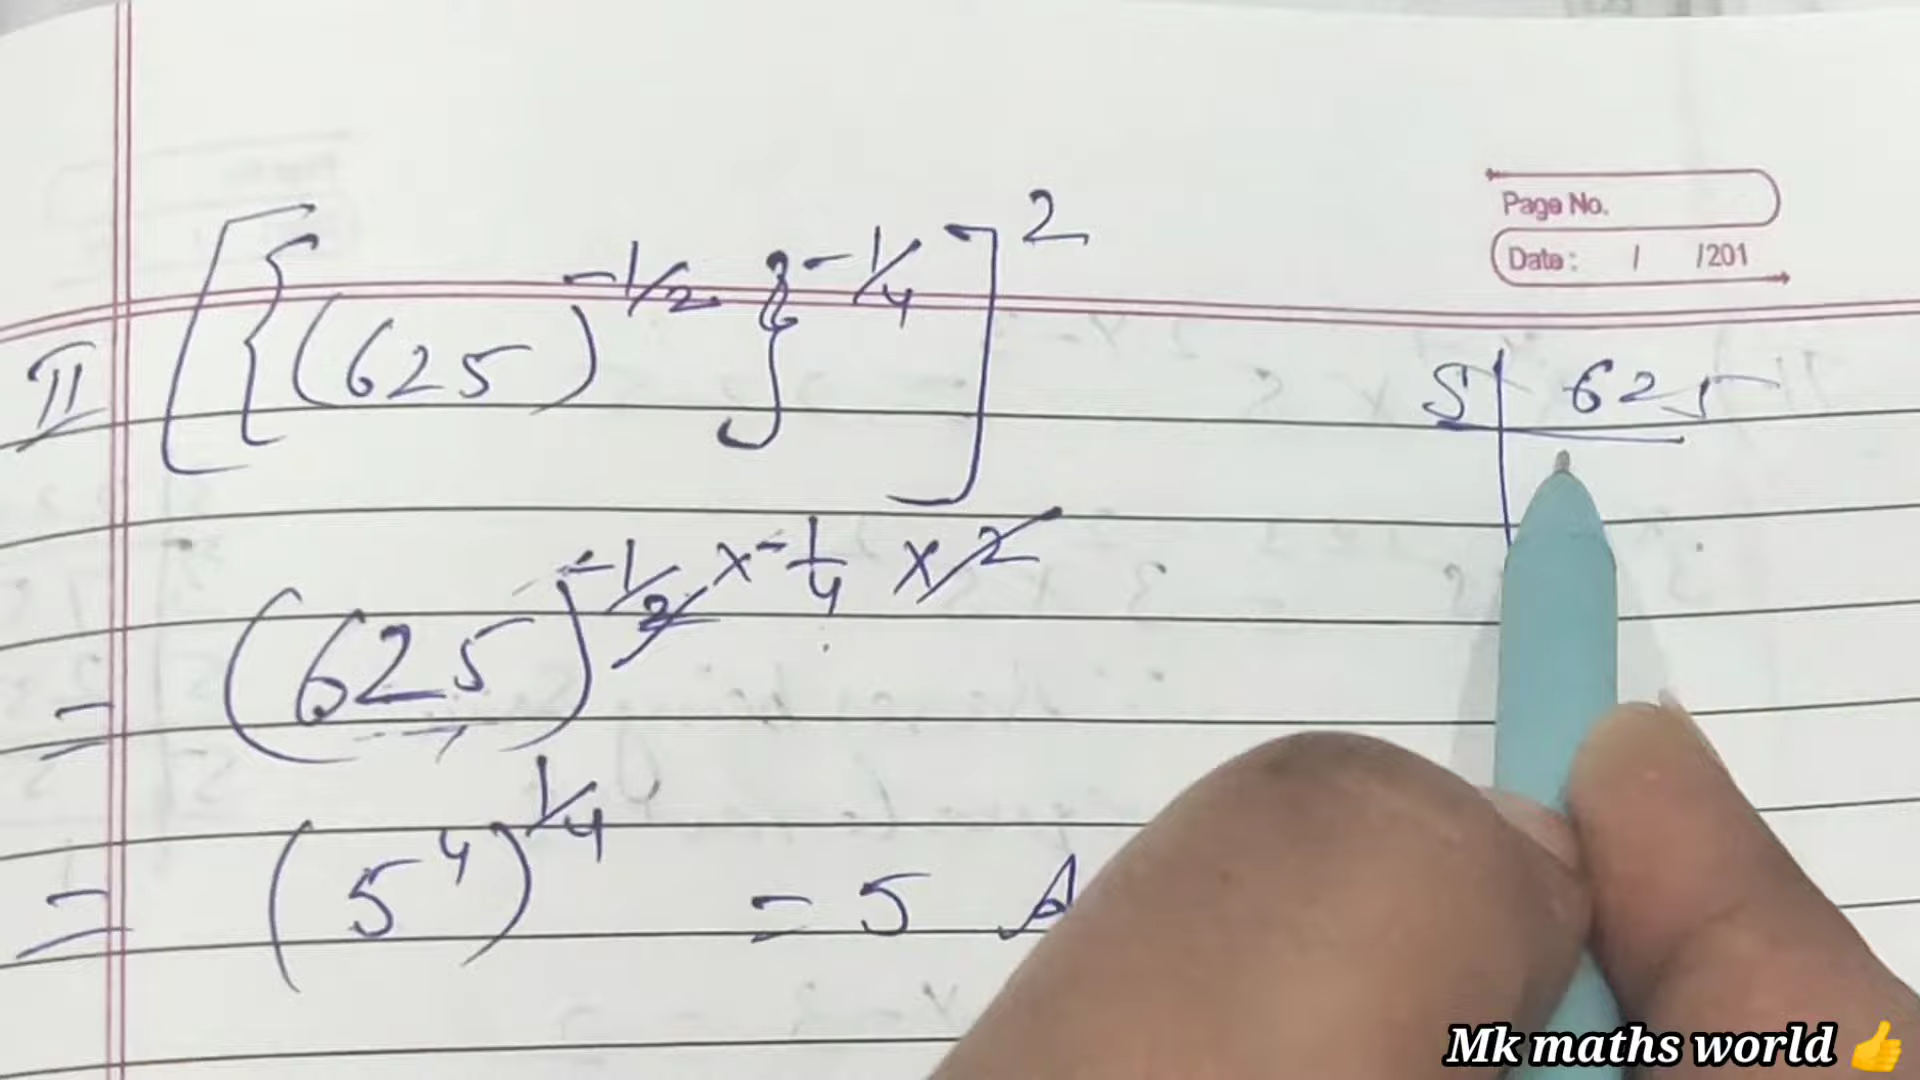 Page No.
Date: / /201
II [{(625)^-1/2}^-1/4]^2
5 | 625
= (625)^-1/2 × -1/4 × 2
= (5^4)^1/4 = 5 A
Mk maths world 👍